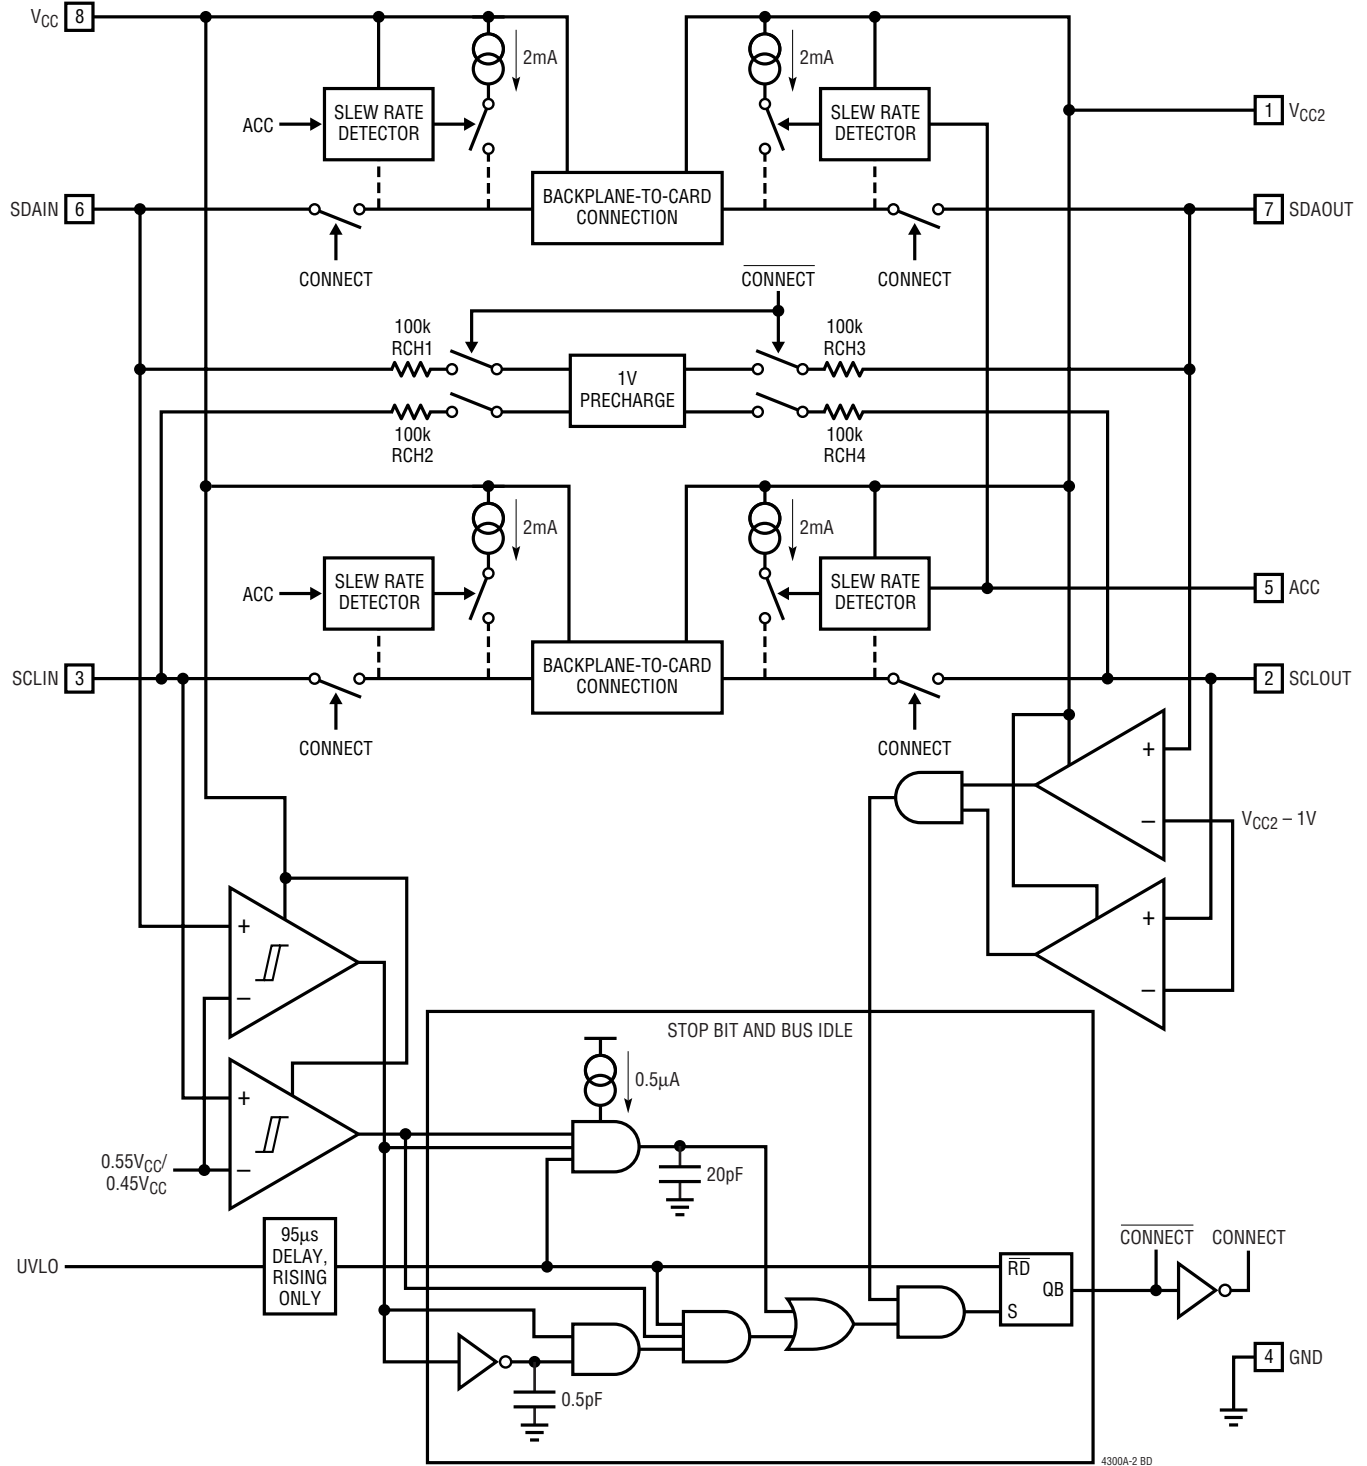 VCC 8
2mA
2mA
ACC
SLEW RATE
DETECTOR
SLEW RATE
DETECTOR
1 VCC2
SDAIN 6
BACKPLANE-TO-CARD
CONNECTION
7 SDAOUT
CONNECT
CONNECT
CONNECT
100k
RCH1
100k
RCH3
1V
PRECHARGE
100k
RCH2
100k
RCH4
2mA
2mA
ACC
SLEW RATE
DETECTOR
SLEW RATE
DETECTOR
5 ACC
SCLIN 3
BACKPLANE-TO-CARD
CONNECTION
2 SCLOUT
CONNECT
CONNECT
+
–
VCC2 – 1V
+
–
+
–
STOP BIT AND BUS IDLE
0.5µA
+
–
0.55VCC/
0.45VCC
20pF
UVLO
95µs
DELAY,
RISING
ONLY
RD
QB
S
CONNECT CONNECT
0.5pF
4 GND
4300A-2 BD